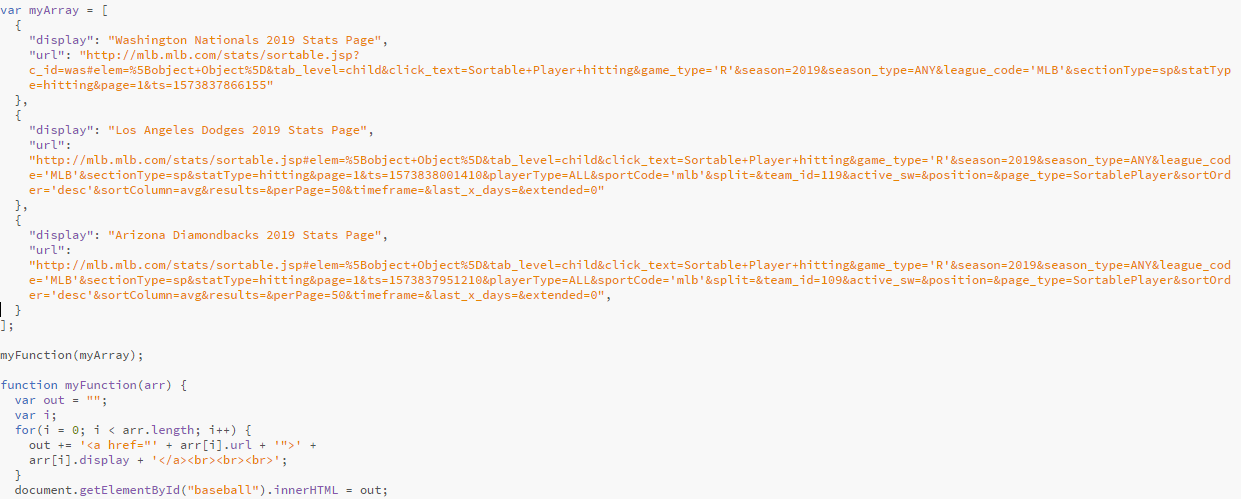 var myArray = [
  {
    "display": "Washington Nationals 2019 Stats Page",
    "url": "http://mlb.mlb.com/stats/sortable.jsp?
    c_id=was#elem=%5Bobject+Object%5D&tab_level=child&click_text=Sortable+Player+hitting&game_type='R'&season=2019&season_type=ANY&league_code='MLB'&sectionType=sp&statTyp
    e=hitting&page=1&ts=1573837866155"
  },
  {
    "display": "Los Angeles Dodges 2019 Stats Page",
    "url":
    "http://mlb.mlb.com/stats/sortable.jsp#elem=%5Bobject+Object%5D&tab_level=child&click_text=Sortable+Player+hitting&game_type='R'&season=2019&season_type=ANY&league_cod
    e='MLB'&sectionType=sp&statType=hitting&page=1&ts=1573838001410&playerType=ALL&sportCode='mlb'&split=&team_id=119&active_sw=&position=&page_type=SortablePlayer&sortOrd
    er='desc'&sortColumn=avg&results=&perPage=50&timeframe=&last_x_days=&extended=0"
  },
  {
    "display": "Arizona Diamondbacks 2019 Stats Page",
    "url":
    "http://mlb.mlb.com/stats/sortable.jsp#elem=%5Bobject+Object%5D&tab_level=child&click_text=Sortable+Player+hitting&game_type='R'&season=2019&season_type=ANY&league_cod
    e='MLB'&sectionType=sp&statType=hitting&page=1&ts=1573837951210&playerType=ALL&sportCode='mlb'&split=&team_id=109&active_sw=&position=&page_type=SortablePlayer&sortOrd
    er='desc'&sortColumn=avg&results=&perPage=50&timeframe=&last_x_days=&extended=0",
  }
];

myFunction(myArray);

function myFunction(arr) {
  var out = "";
  var i;
  for(i = 0; i < arr.length; i++) {
    out += '<a href="' + arr[i].url + '">' +
    arr[i].display + '</a><br><br><br>';
  }
  document.getElementById("baseball").innerHTML = out;